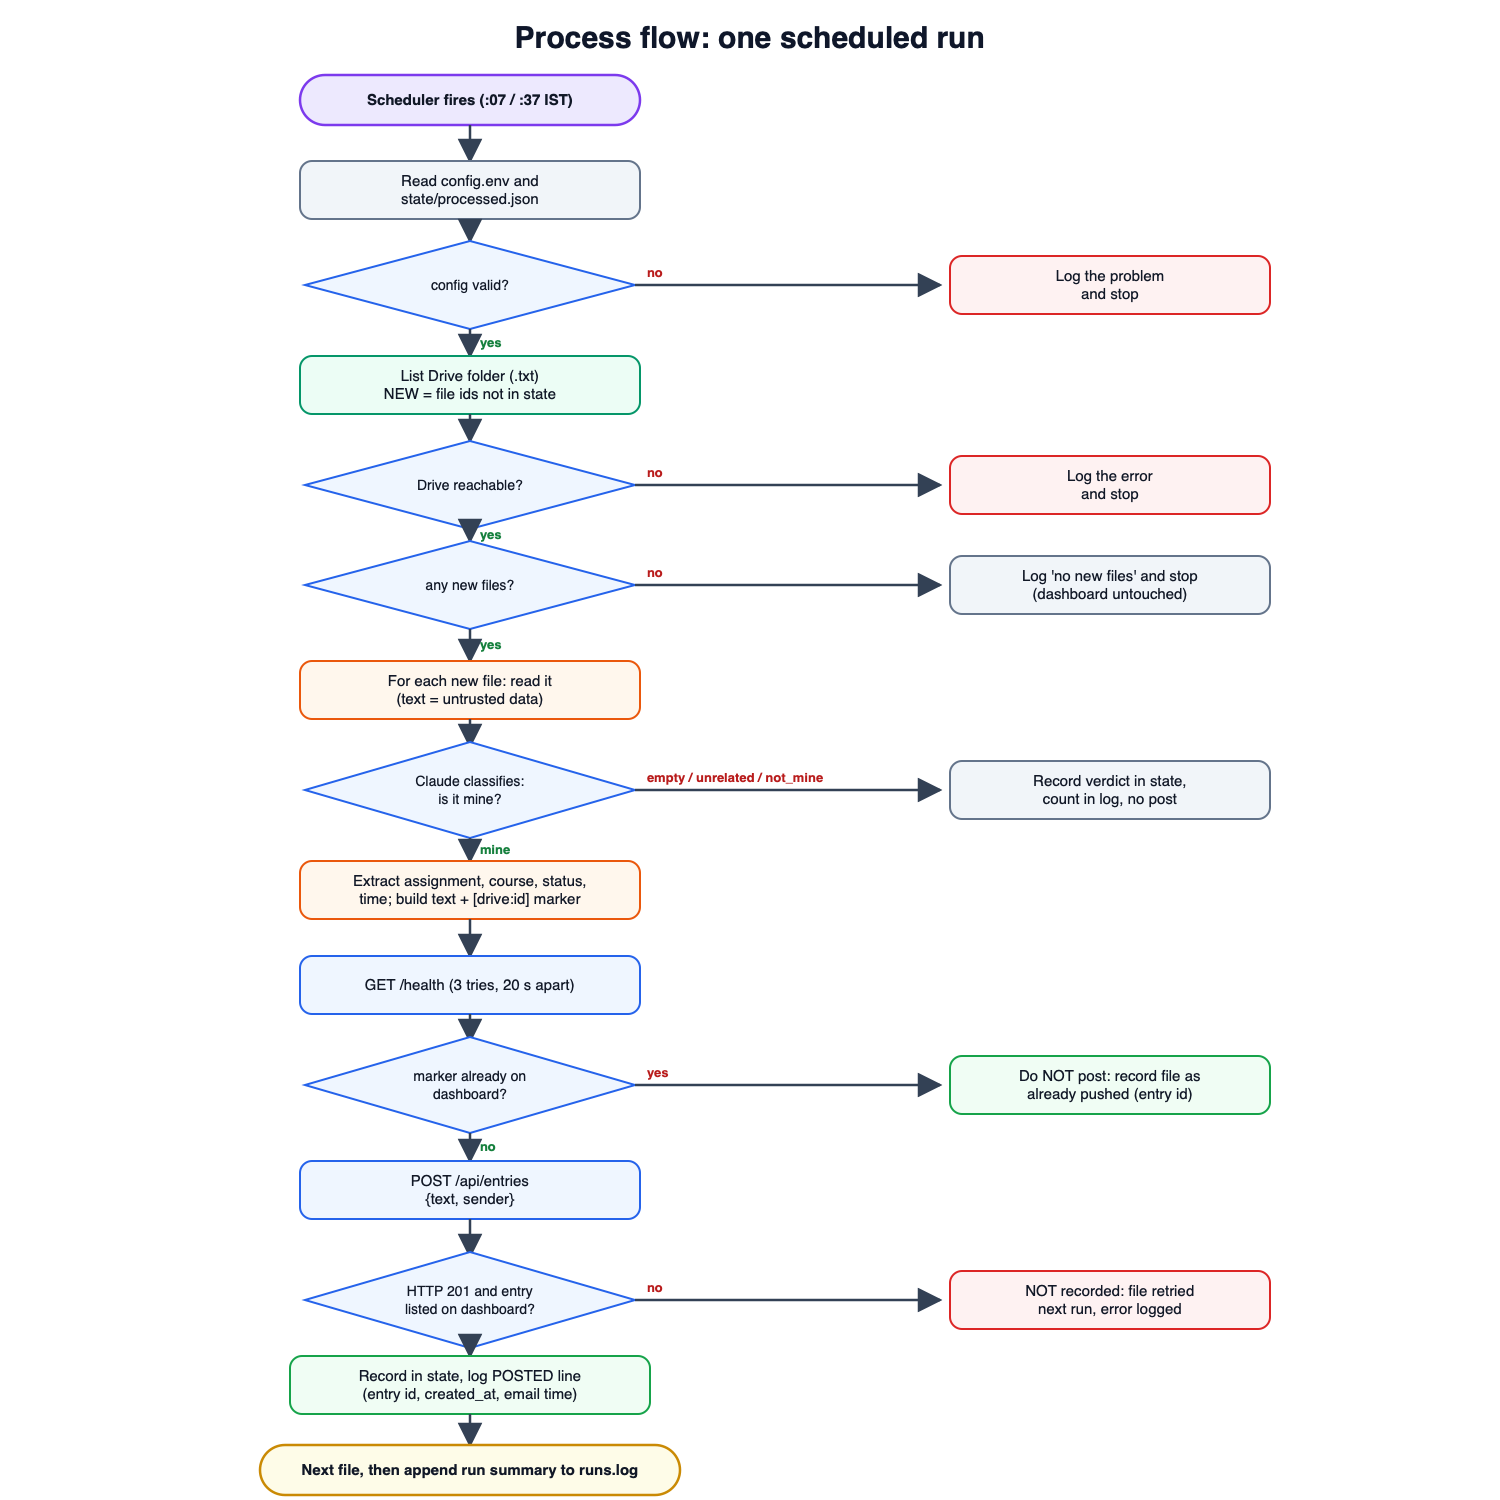 Process flow: one scheduled run
Scheduler fires (:07 / :37 IST)
Read config.env and
state/processed.json
config valid?
no
Log the problem
and stop
yes
List Drive folder (.txt)
NEW = file ids not in state
Drive reachable?
no
Log the error
and stop
yes
any new files?
no
Log 'no new files' and stop
(dashboard untouched)
yes
For each new file: read it
(text = untrusted data)
Claude classifies:
is it mine?
empty / unrelated / not_mine
Record verdict in state,
count in log, no post
mine
Extract assignment, course, status,
time; build text + [drive:id] marker
GET /health (3 tries, 20 s apart)
marker already on
dashboard?
yes
Do NOT post: record file as
already pushed (entry id)
no
POST /api/entries
{text, sender}
HTTP 201 and entry
listed on dashboard?
no
NOT recorded: file retried
next run, error logged
Record in state, log POSTED line
(entry id, created_at, email time)
Next file, then append run summary to runs.log